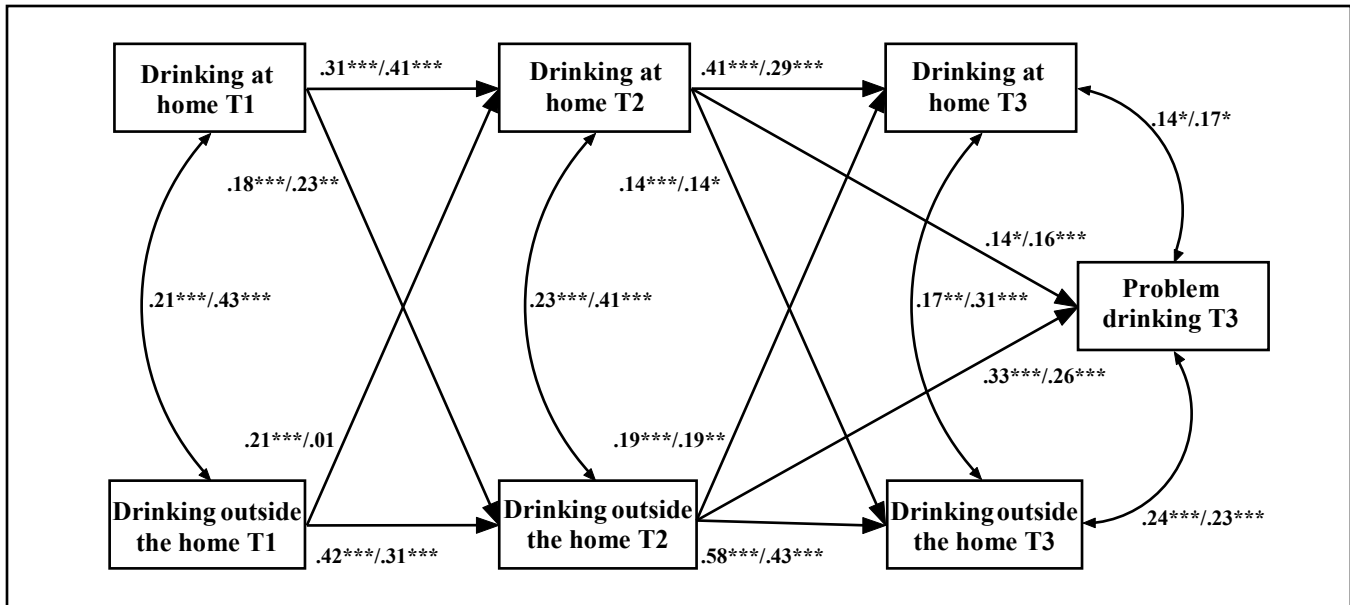 Drinking at
home T1
.31***/.41***
Drinking at
home T2
.41***/.29***
Drinking at
home T3
.14*/.17*
.18***/.23**
.14***/.14*
.14*/.16***
.21***/.43***
.23***/.41***
.17**/.31***
Problem
drinking T3
.33***/.26***
.21***/.01
.19***/.19**
Drinking outside
the home T1
.42***/.31***
Drinking outside
the home T2
.58***/.43***
Drinking outside
the home T3
.24***/.23***